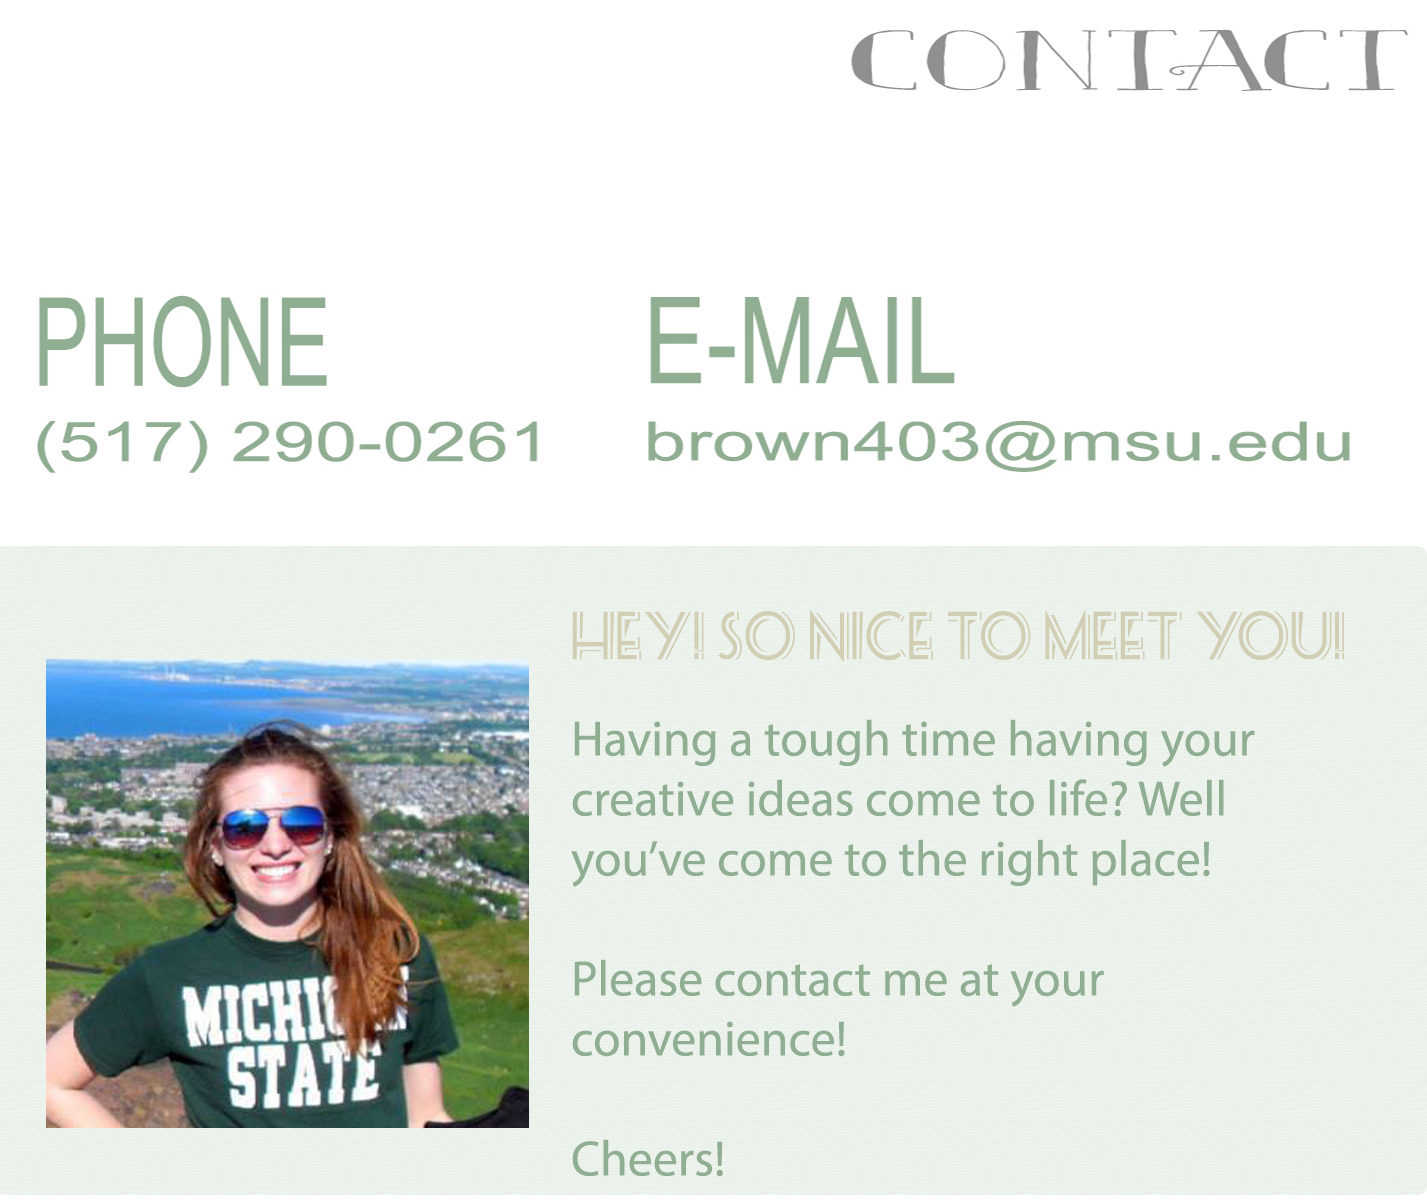 CONTACT
PHONE
(517) 290-0261
E-MAIL
brown403@msu.edu
HEY! SO NICE TO MEET YOU!
Having a tough time having your
creative ideas come to life? Well
you’ve come to the right place!
Please contact me at your
convenience!
Cheers!
MICHIGAN
STATE